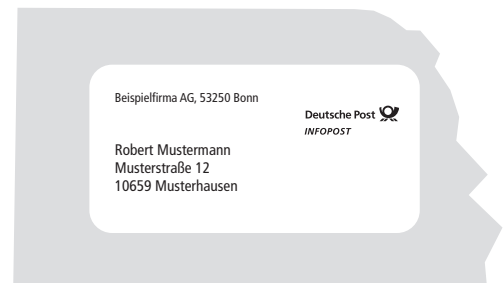 Beispielfirma AG, 53250 Bonn
Deutsche Post
INFOPOST
Robert Mustermann
Musterstraße 12
10659 Musterhausen